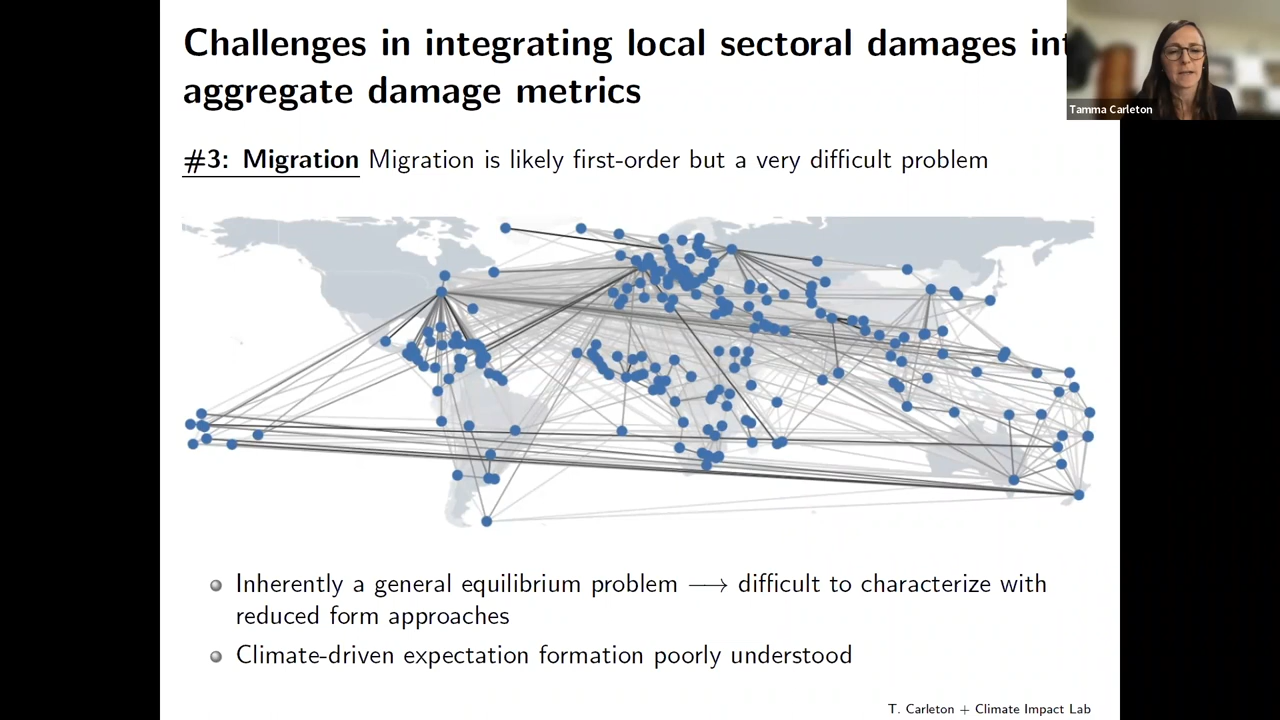 Challenges in integrating local sectoral damages int
aggregate damage metrics
Tamma Carleton
#3: Migration Migration is likely first-order but a very difficult problem
Inherently a general equilibrium problem ⟶ difficult to characterize with
reduced form approaches
Climate-driven expectation formation poorly understood
T. Carleton + Climate Impact Lab